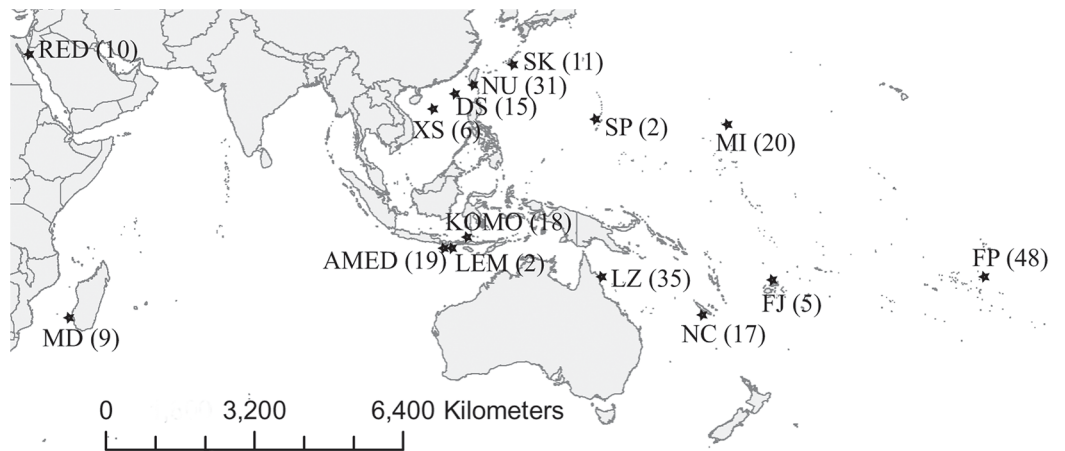 RED (10)
SK (11)
NU (31)
DS (15)
XS (6)
SP (2)
MI (20)
KOMO (18)
AMED (19)
LEM (2)
LZ (35)
FP (48)
FJ (5)
NC (17)
MD (9)
0 3,200 6,400 Kilometers